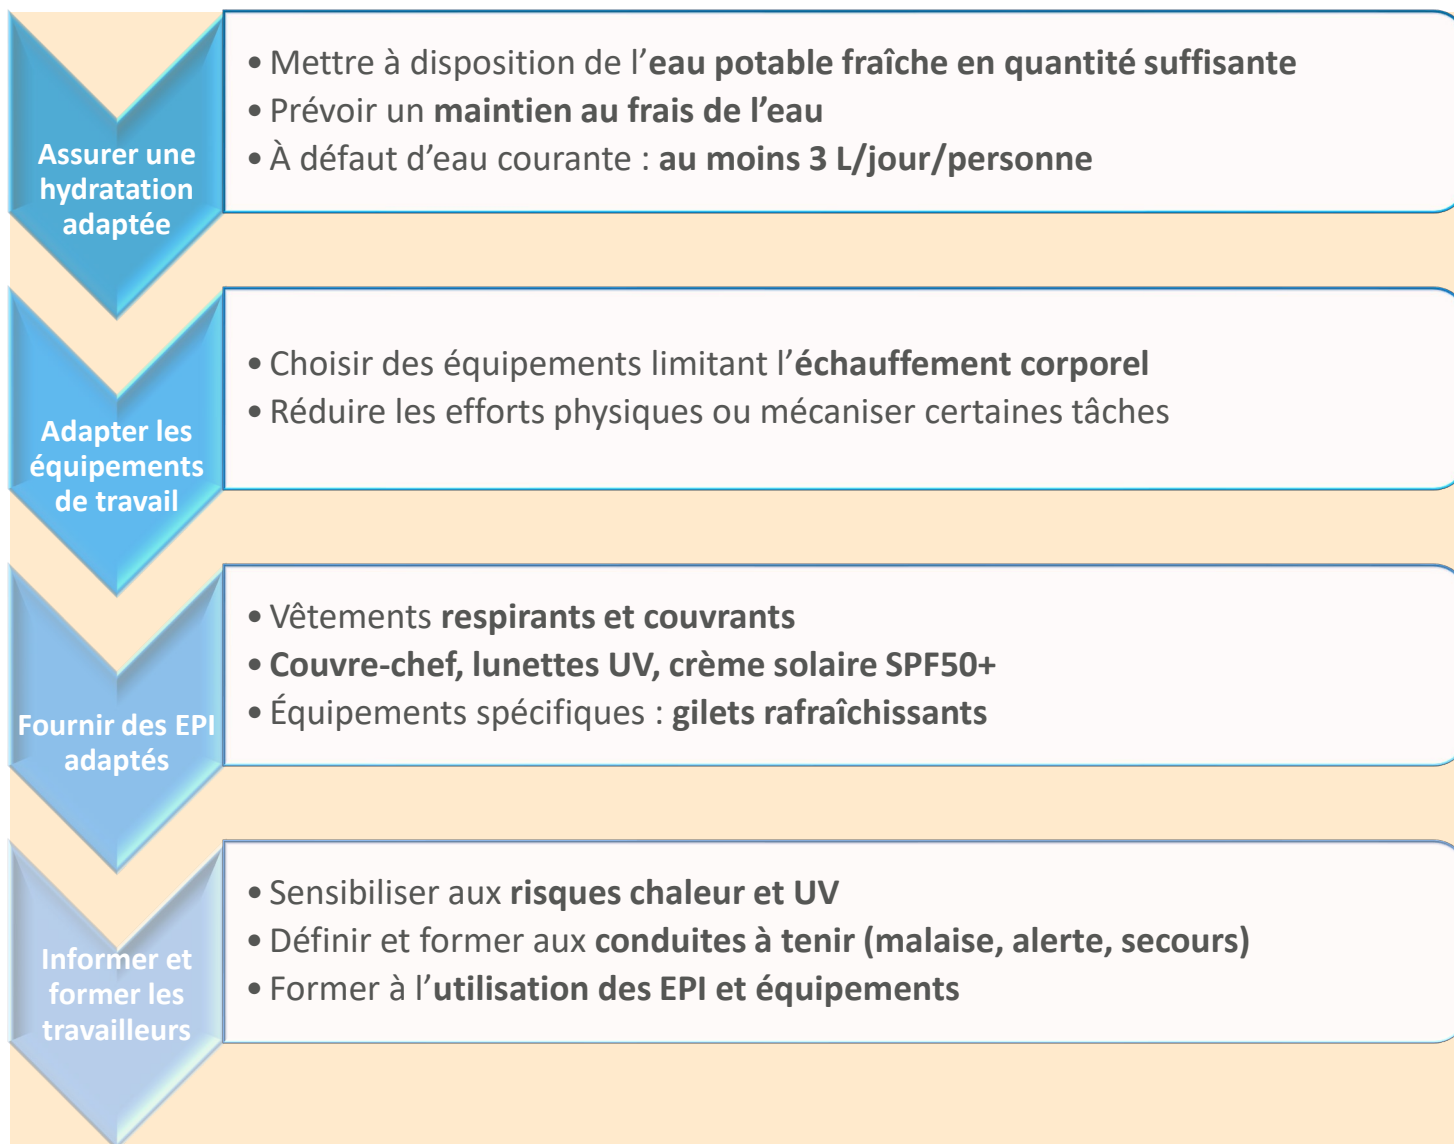 Assurer une
hydratation
adaptée
• Mettre à disposition de l’eau potable fraîche en quantité suffisante
• Prévoir un maintien au frais de l’eau
• À défaut d’eau courante : au moins 3 L/jour/personne
Adapter les
équipements
de travail
• Choisir des équipements limitant l’échauffement corporel
• Réduire les efforts physiques ou mécaniser certaines tâches
Fournir des EPI
adaptés
• Vêtements respirants et couvrants
• Couvre-chef, lunettes UV, crème solaire SPF50+
• Équipements spécifiques : gilets rafraîchissants
Informer et
former les
travailleurs
• Sensibiliser aux risques chaleur et UV
• Définir et former aux conduites à tenir (malaise, alerte, secours)
• Former à l’utilisation des EPI et équipements